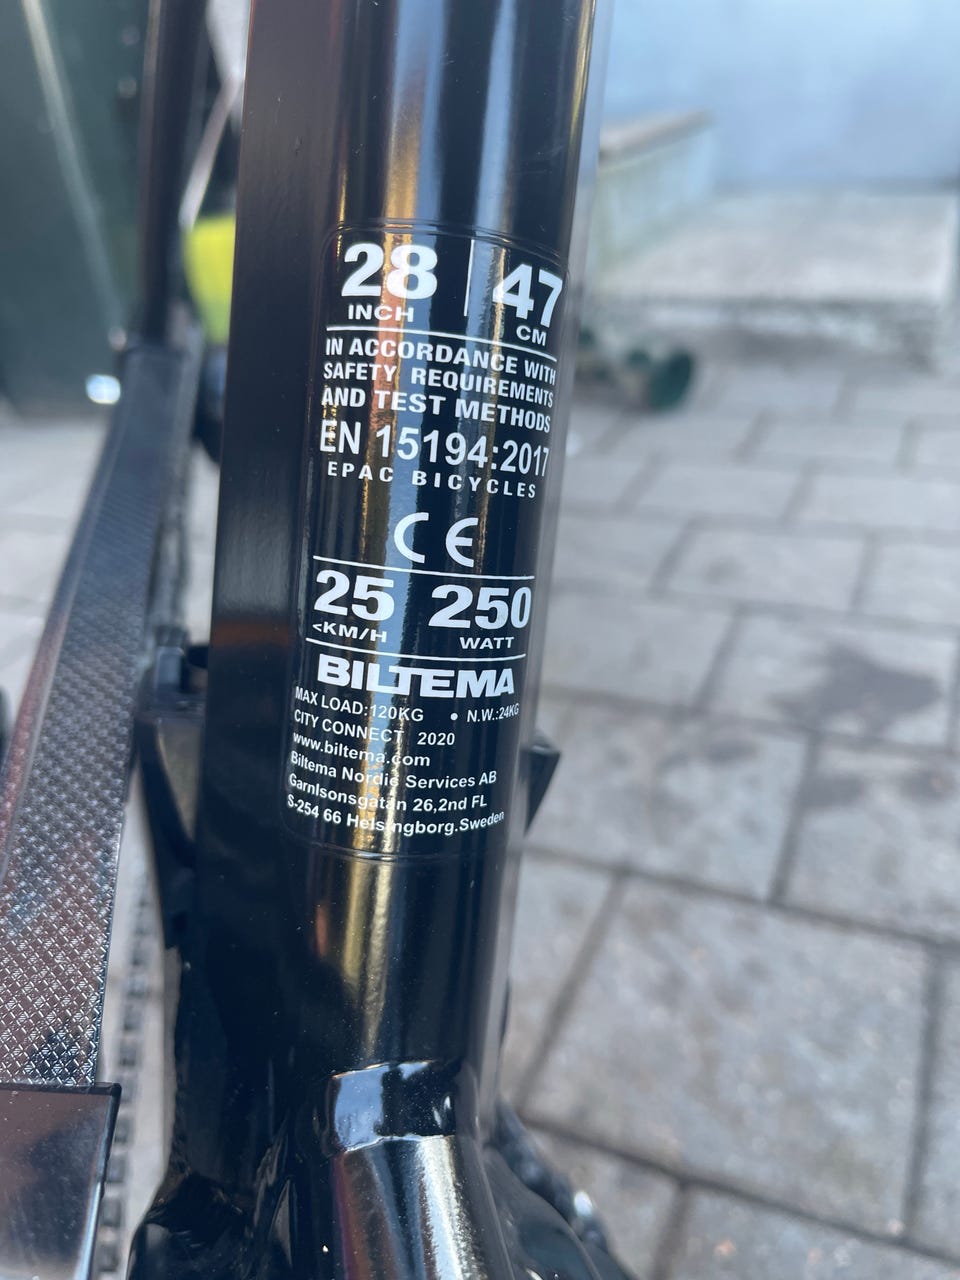 28 47
INCH CM
IN ACCORDANCE WITH
SAFETY REQUIREMENTS
AND TEST METHODS
EN 15194:2017
EPAC BICYCLES
CE
25 250
<KM/H WATT
BILTEMA
MAX LOAD:120KG • N.W.:24KG
CITY CONNECT 2020
www.biltema.com
Biltema Nordic Services AB
Garnlsonsgatan 26,2nd FL
S-254 66 Helsingborg.Sweden